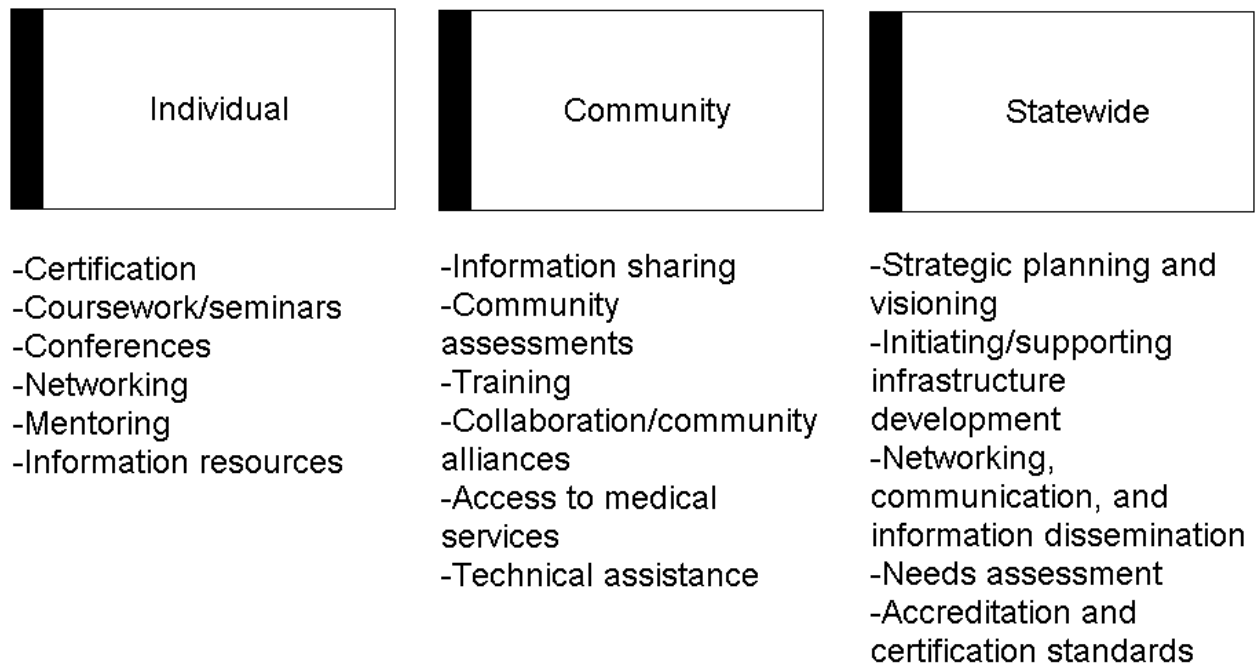 Individual
-Certification
-Coursework/seminars
-Conferences
-Networking
-Mentoring
-Information resources
Community
-Information sharing
-Community
assessments
-Training
-Collaboration/community
alliances
-Access to medical
services
-Technical assistance
Statewide
-Strategic planning and
visioning
-Initiating/supporting
infrastructure
development
-Networking,
communication, and
information dissemination
-Needs assessment
-Accreditation and
certification standards